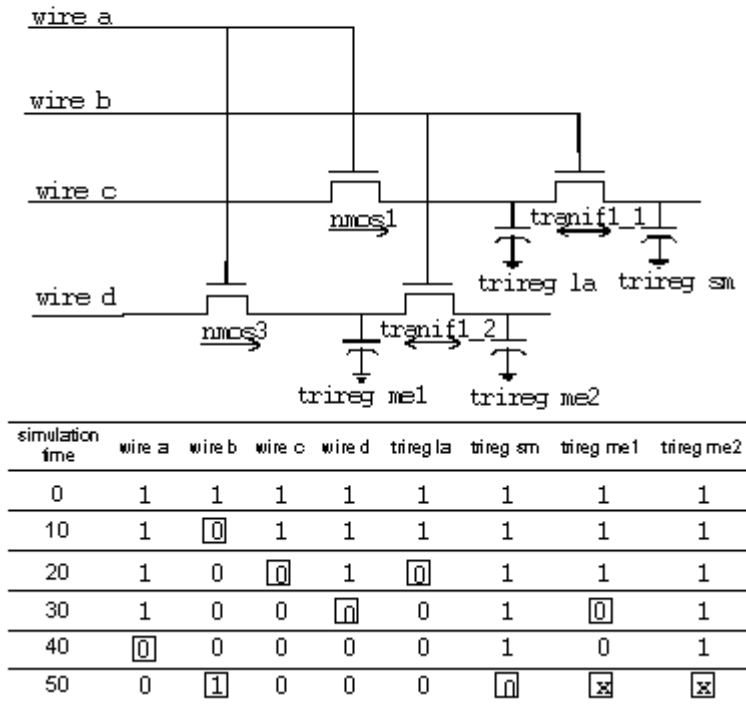 wire a
wire b
wire c
nmos1
tranif1_1
trireg la trireg sm
wire d
nmos3
tranif1_2
trireg me1
trireg me2
simulation time wire a wire b wire c wire d trireg la trireg sm trireg me1 trireg me2
0 1 1 1 1 1 1 1 1
10 1 0 1 1 1 1 1 1
20 1 0 0 1 0 1 1 1
30 1 0 0 0 0 1 0 1
40 0 0 0 0 0 1 0 1
50 0 1 0 0 0 0 x x